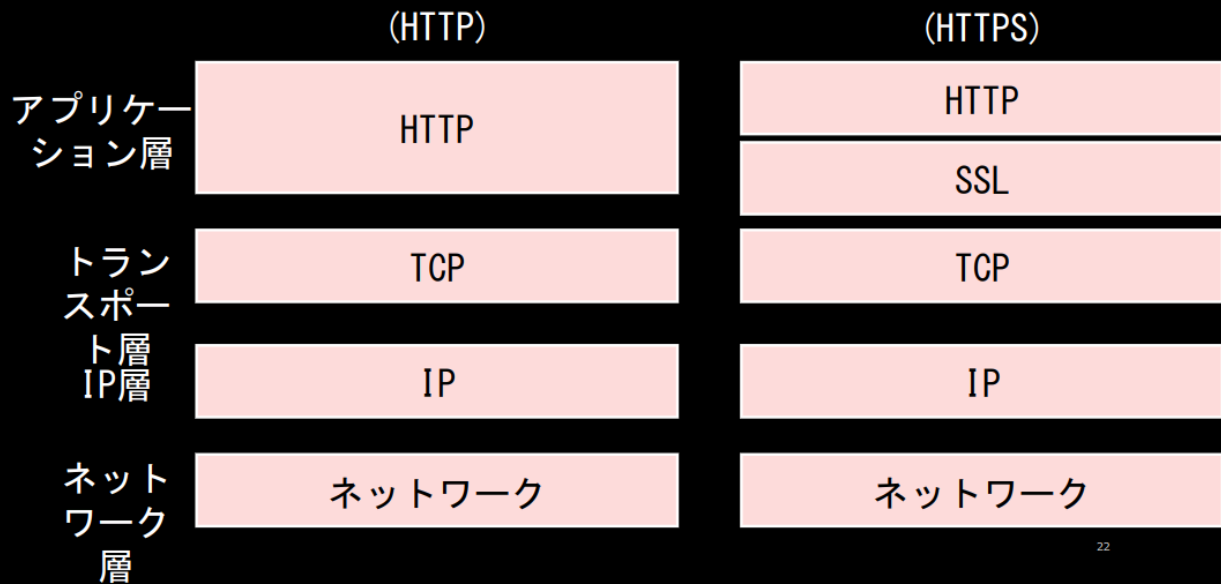 (HTTP)
(HTTPS)
アプリケー
ション層
HTTP
HTTP
SSL
トラン
スポー
ト層
TCP
TCP
IP層
IP
IP
ネット
ワーク
層
ネットワーク
ネットワーク
22